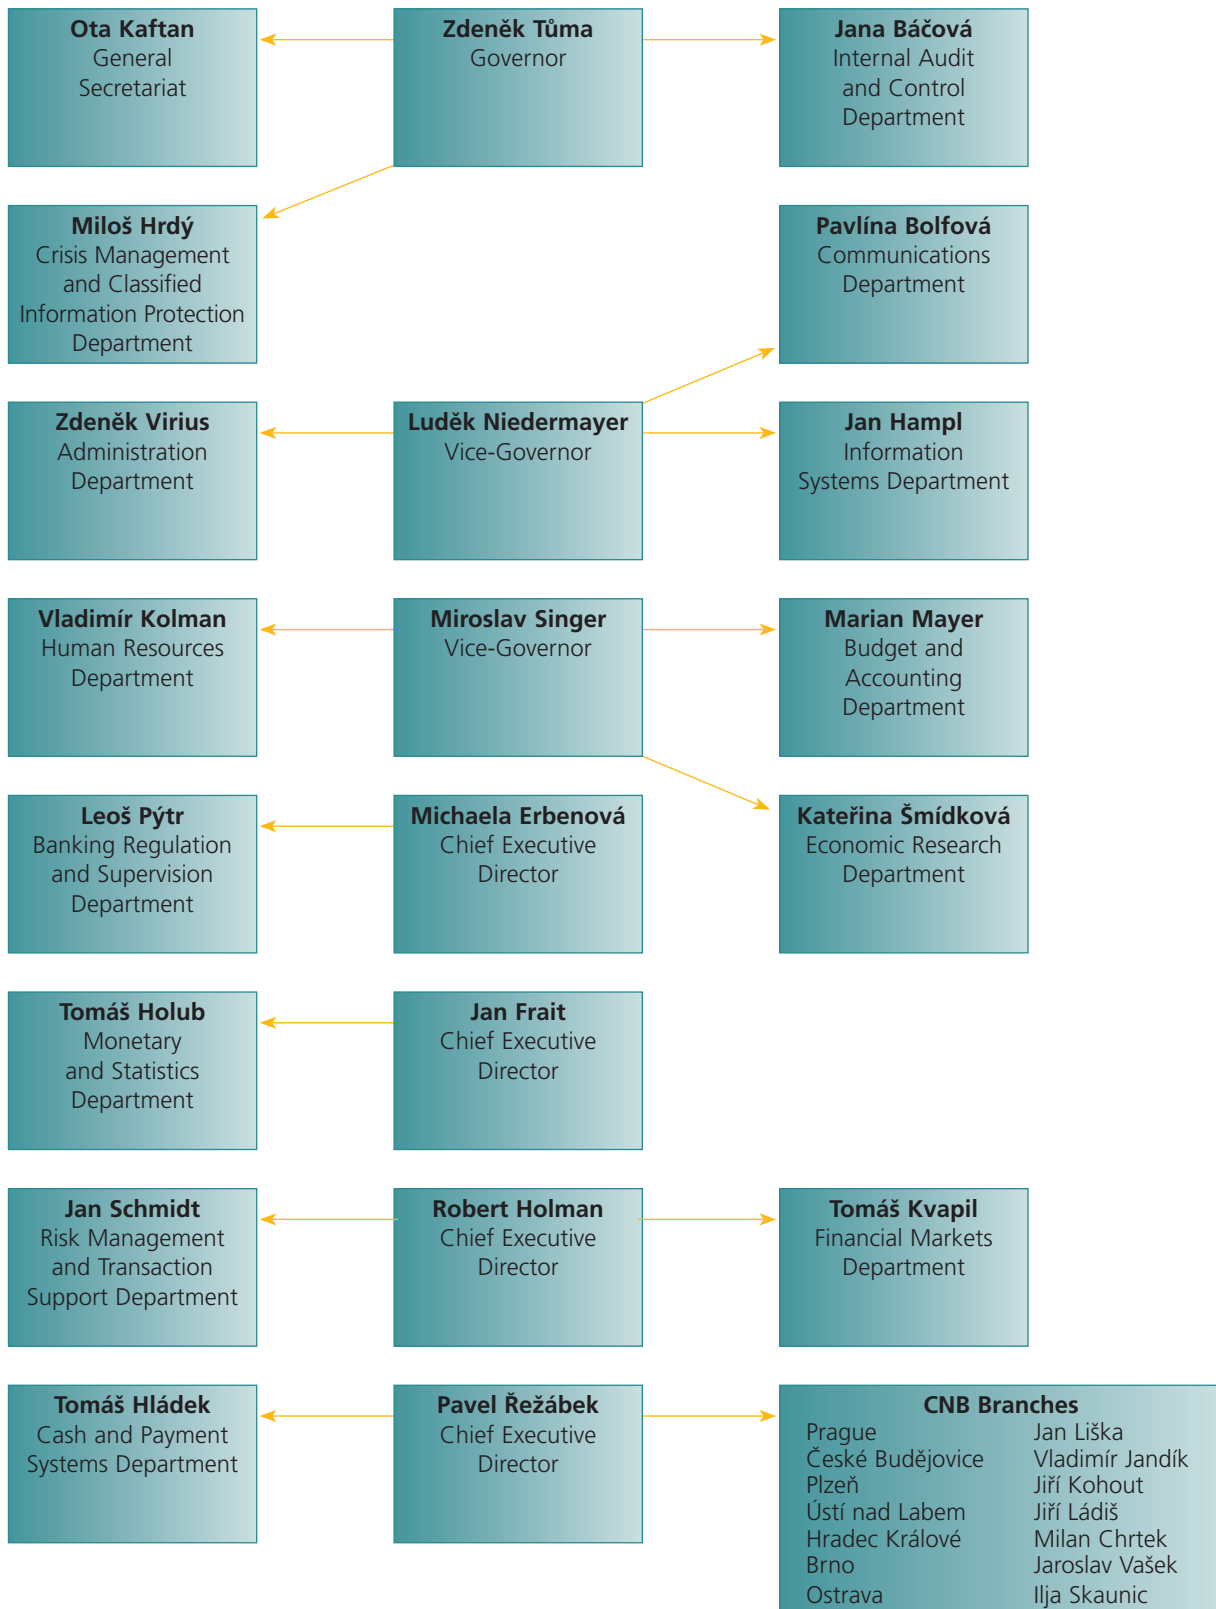 Ota Kaftan
General
Secretariat
Zdeněk Tůma
Governor
Jana Báčová
Internal Audit
and Control
Department
Miloš Hrdý
Crisis Management
and Classified
Information Protection
Department
Pavlína Bolfová
Communications
Department
Zdeněk Virius
Administration
Department
Luděk Niedermayer
Vice-Governor
Jan Hampl
Information
Systems Department
Vladimír Kolman
Human Resources
Department
Miroslav Singer
Vice-Governor
Marian Mayer
Budget and
Accounting
Department
Leoš Pýtr
Banking Regulation
and Supervision
Department
Michaela Erbenová
Chief Executive
Director
Kateřina Šmídková
Economic Research
Department
Tomáš Holub
Monetary
and Statistics
Department
Jan Frait
Chief Executive
Director
Jan Schmidt
Risk Management
and Transaction
Support Department
Robert Holman
Chief Executive
Director
Tomáš Kvapil
Financial Markets
Department
Tomáš Hládek
Cash and Payment
Systems Department
Pavel Řežábek
Chief Executive
Director
CNB Branches
Prague Jan Liška
České Budějovice Vladimír Jandík
Plzeň Jiří Kohout
Ústí nad Labem Jiří Ládiš
Hradec Králové Milan Chrtek
Brno Jaroslav Vašek
Ostrava Ilja Skaunic